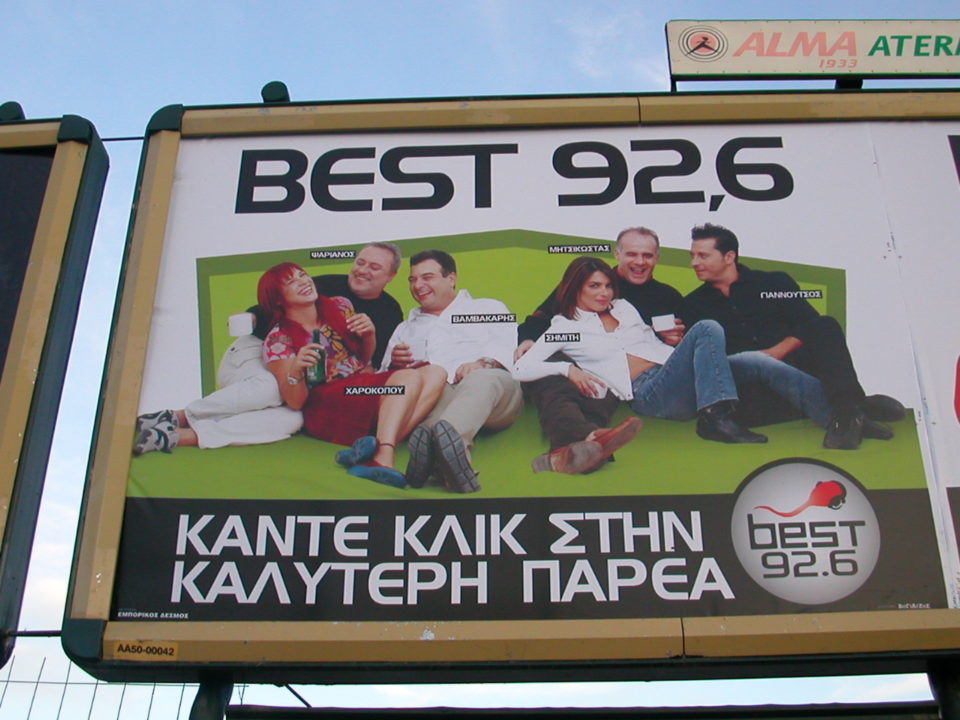 ALMA ATER
1933
BEST 92,6
ΨΑΡΙΑΝΟΣ
ΜΗΤΣΙΚΩΣΤΑΣ
ΓΙΑΝΝΟΥΤΣΟΣ
ΒΑΜΒΑΚΑΡΗΣ
ΣΗΜΙΤΗ
ΧΑΡΟΚΟΠΟΥ
ΚΑΝΤΕ ΚΛΙΚ ΣΤΗΝ
ΚΑΛΥΤΕΡΗ ΠΑΡΕΑ
best
92.6
ΕΜΠΟΡΙΚΟΣ ΔΕΣΜΟΣ
AA50-00042